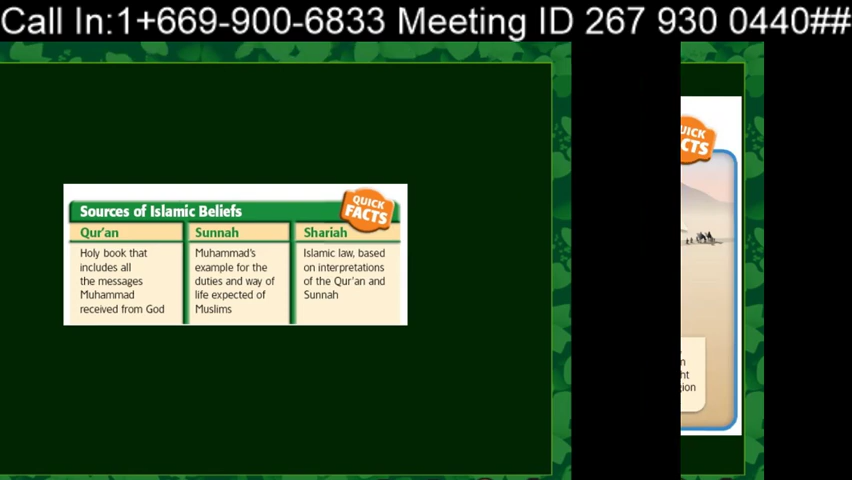 Call In:1+669-900-6833 Meeting ID 267 930 0440##
Sources of Islamic Beliefs
QUICK
FACTS
Qur'an
Holy book that
includes all
the messages
Muhammad
received from God
Sunnah
Muhammad's
example for the
duties and way of
life expected of
Muslims
Shariah
Islamic law, based
on interpretations
of the Qur'an and
Sunnah